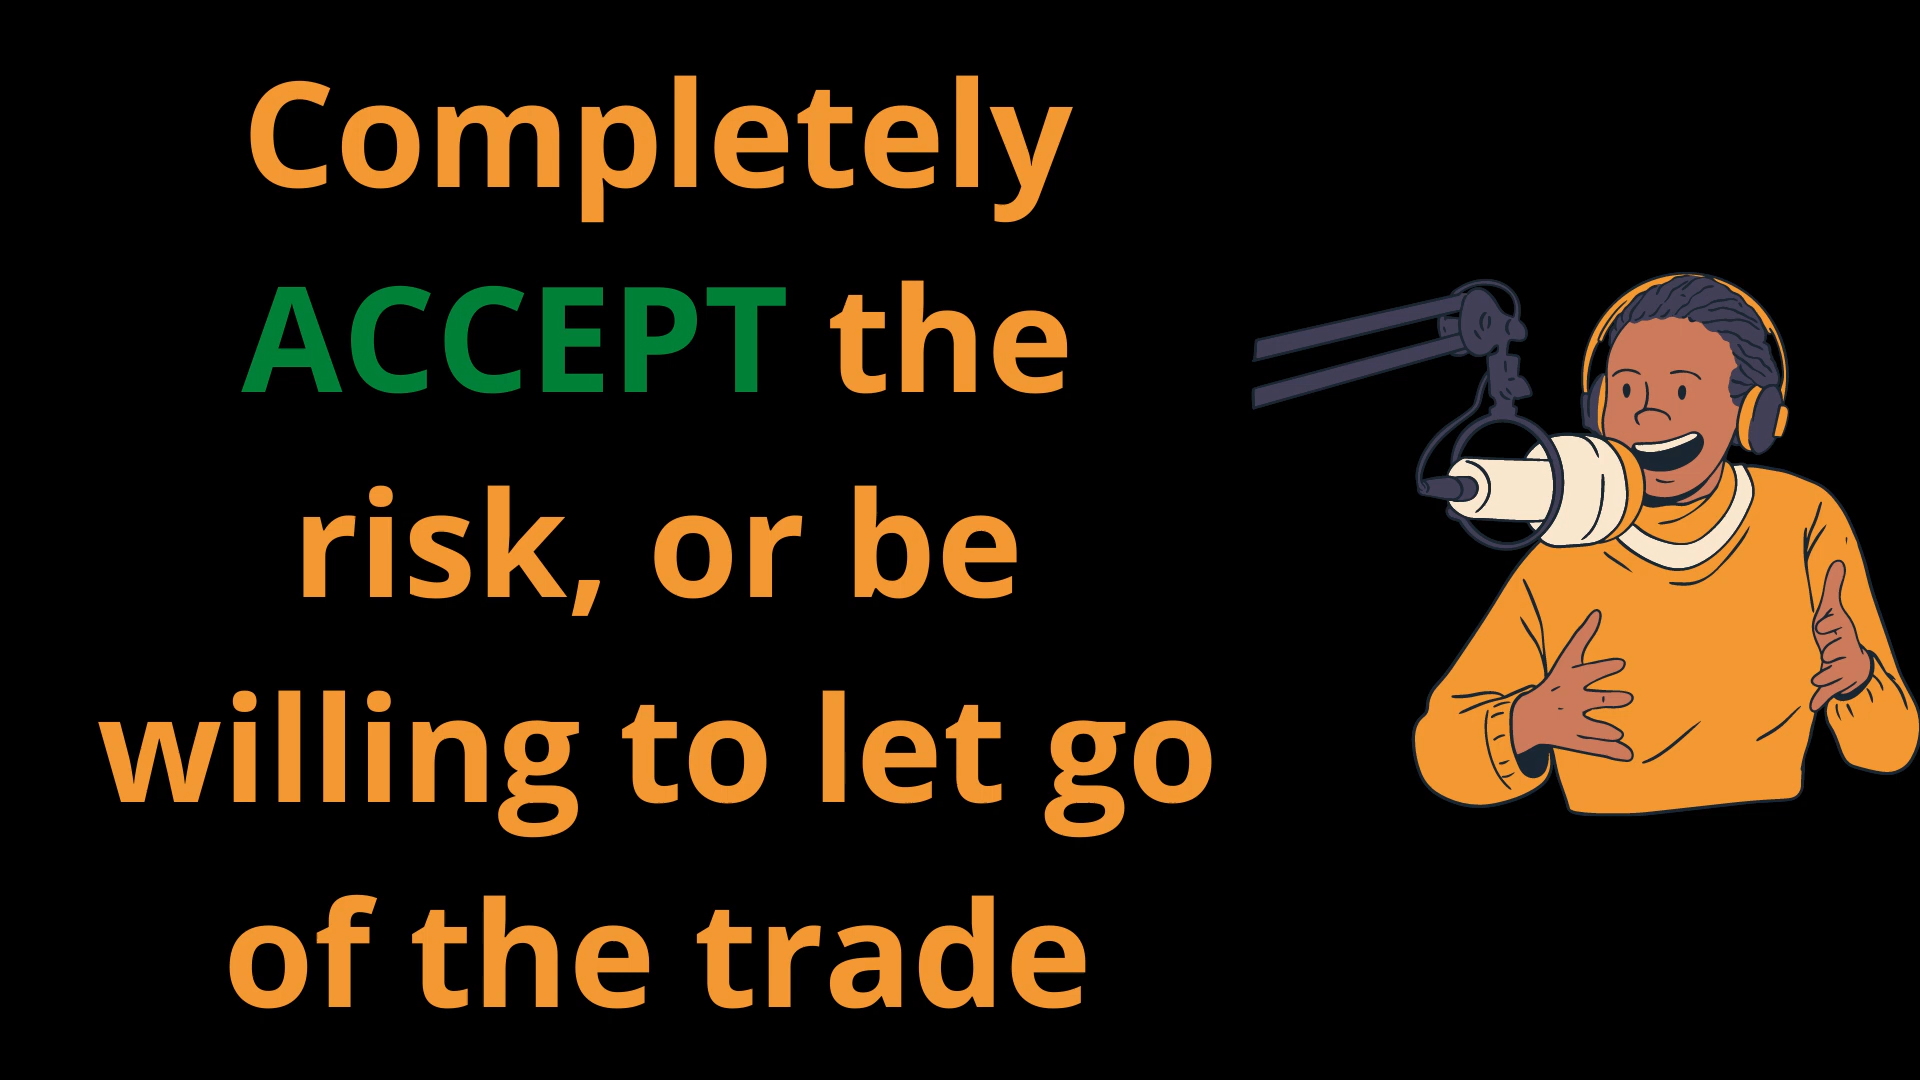 Completely
ACCEPT the
risk, or be
willing to let go
of the trade